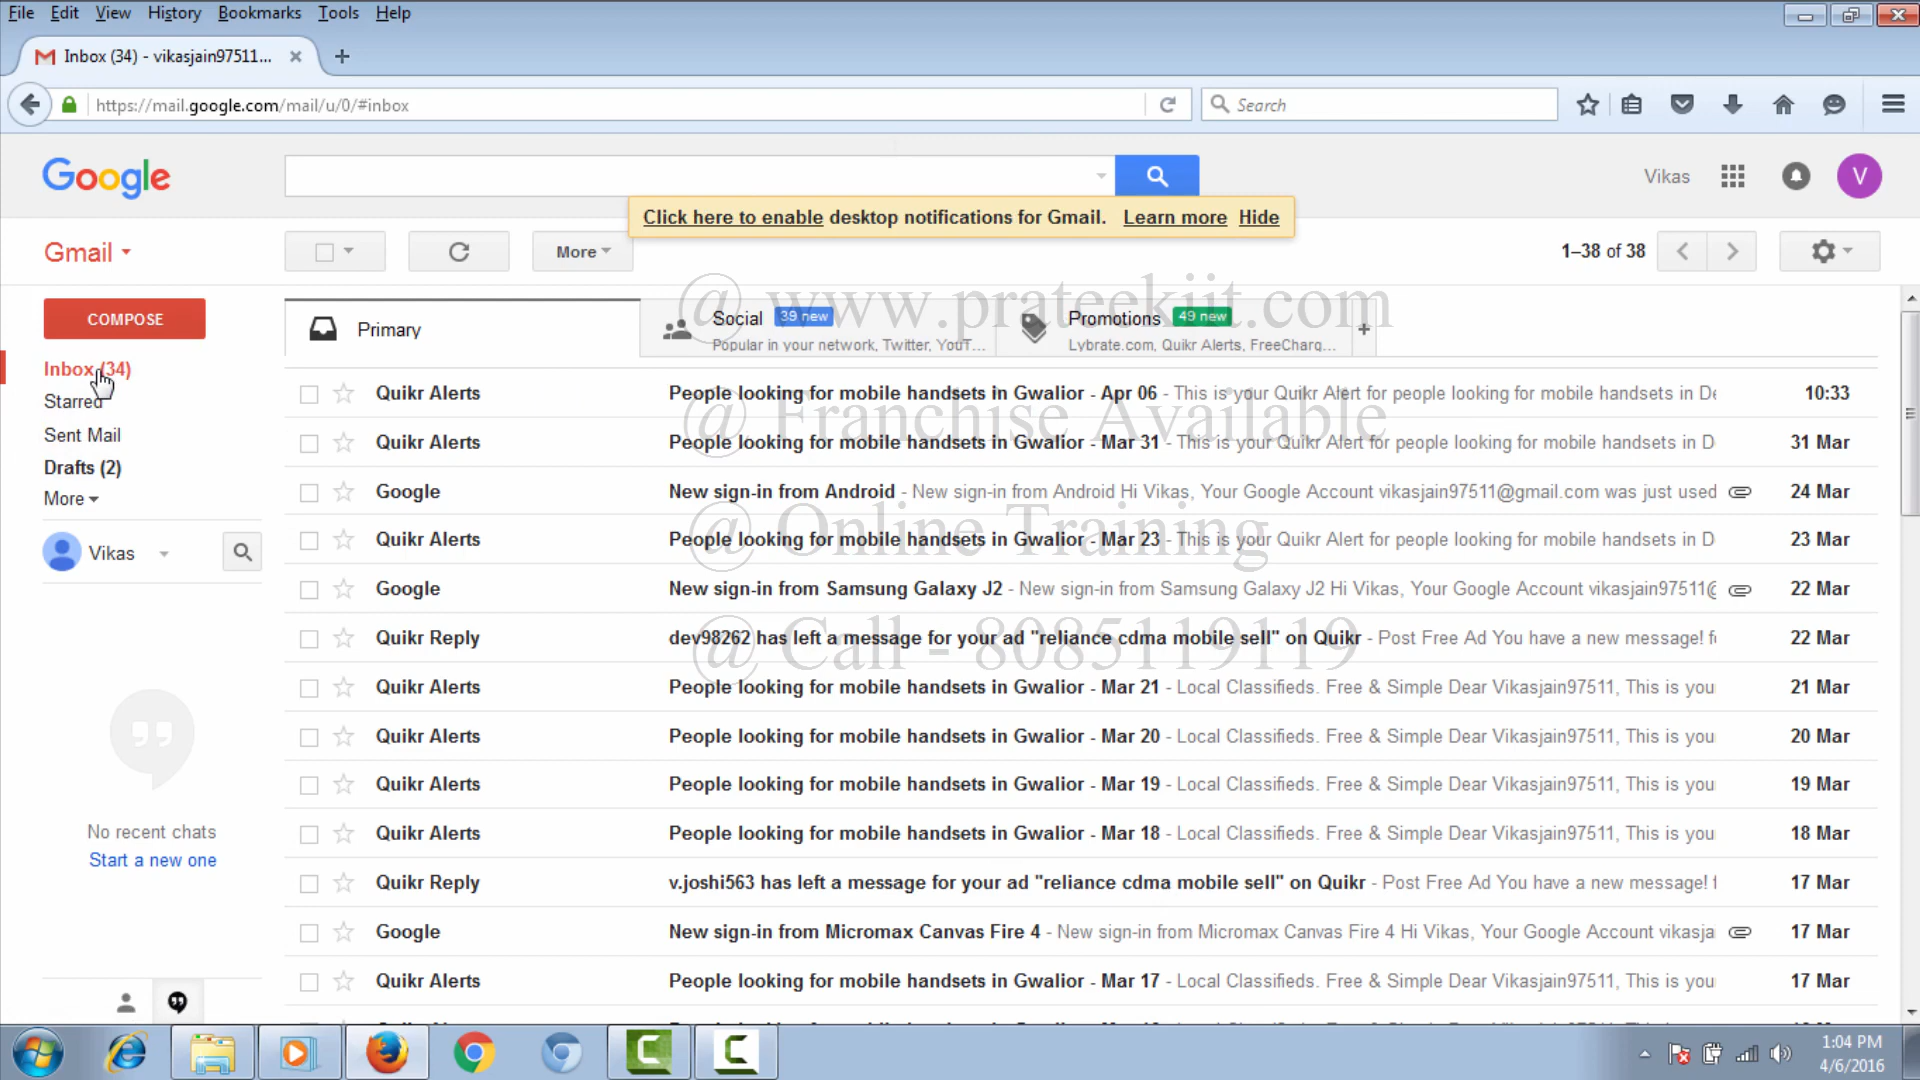 File Edit View History Bookmarks Tools Help
Inbox (34) - vikasjain97511...
https://mail.google.com/mail/u/0/#inbox
Search
Google
Vikas
V
Click here to enable desktop notifications for Gmail. Learn more Hide
Gmail
More
1–38 of 38
COMPOSE
Inbox (34)
Starred
Sent Mail
Drafts (2)
More
Vikas
No recent chats
Start a new one
Primary
Social 39 new
Popular in your network, Twitter, YouT...
Promotions 49 new
Lybrate.com, Quikr Alerts, FreeCharg...
@ www.prateekiit.com
@ Franchise Available
@ Online Training
@ Call - 8085119119
Quikr Alerts People looking for mobile handsets in Gwalior - Apr 06 - This is your Quikr Alert for people looking for mobile handsets in De 10:33
Quikr Alerts People looking for mobile handsets in Gwalior - Mar 31 - This is your Quikr Alert for people looking for mobile handsets in D 31 Mar
Google New sign-in from Android - New sign-in from Android Hi Vikas, Your Google Account vikasjain97511@gmail.com was just used 24 Mar
Quikr Alerts People looking for mobile handsets in Gwalior - Mar 23 - This is your Quikr Alert for people looking for mobile handsets in D 23 Mar
Google New sign-in from Samsung Galaxy J2 - New sign-in from Samsung Galaxy J2 Hi Vikas, Your Google Account vikasjain97511@ 22 Mar
Quikr Reply dev98262 has left a message for your ad "reliance cdma mobile sell" on Quikr - Post Free Ad You have a new message! f 22 Mar
Quikr Alerts People looking for mobile handsets in Gwalior - Mar 21 - Local Classifieds. Free & Simple Dear Vikasjain97511, This is you 21 Mar
Quikr Alerts People looking for mobile handsets in Gwalior - Mar 20 - Local Classifieds. Free & Simple Dear Vikasjain97511, This is you 20 Mar
Quikr Alerts People looking for mobile handsets in Gwalior - Mar 19 - Local Classifieds. Free & Simple Dear Vikasjain97511, This is you 19 Mar
Quikr Alerts People looking for mobile handsets in Gwalior - Mar 18 - Local Classifieds. Free & Simple Dear Vikasjain97511, This is you 18 Mar
Quikr Reply v.joshi563 has left a message for your ad "reliance cdma mobile sell" on Quikr - Post Free Ad You have a new message! f 17 Mar
Google New sign-in from Micromax Canvas Fire 4 - New sign-in from Micromax Canvas Fire 4 Hi Vikas, Your Google Account vikasja 17 Mar
Quikr Alerts People looking for mobile handsets in Gwalior - Mar 17 - Local Classifieds. Free & Simple Dear Vikasjain97511, This is you 17 Mar
1:04 PM
4/6/2016